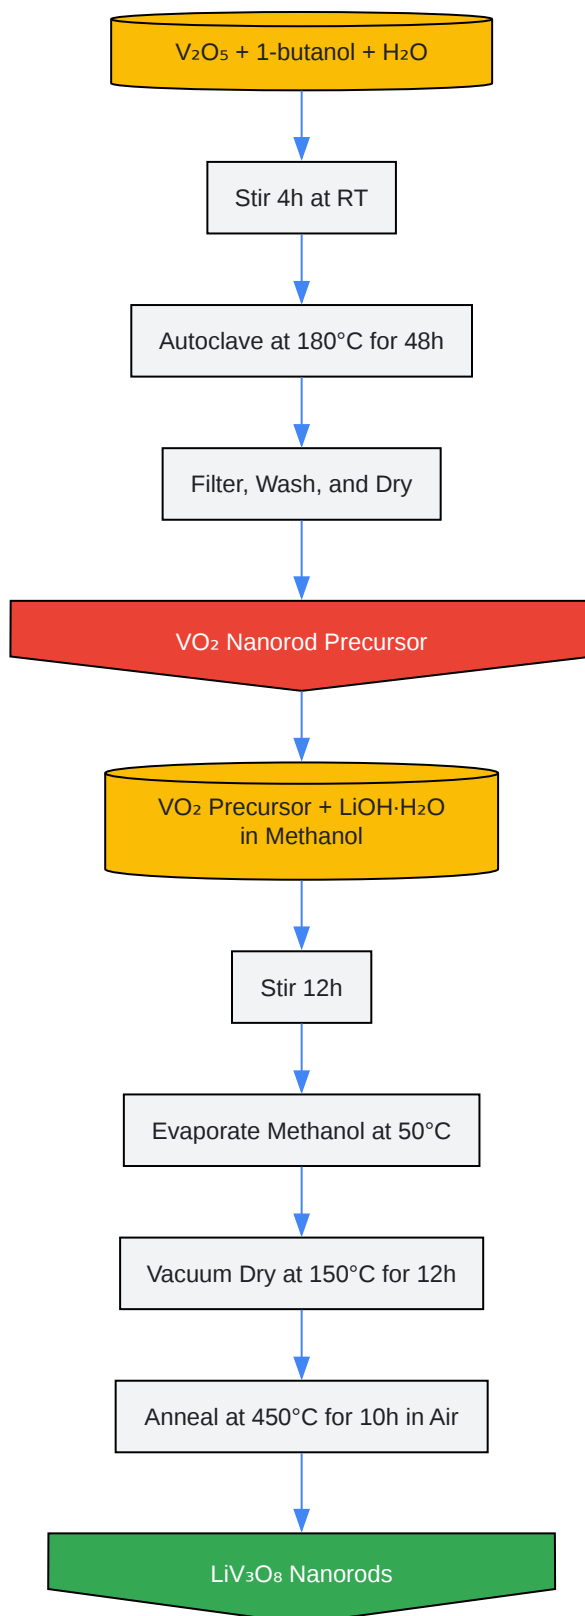 V₂O₅ + 1-butanol + H₂O
Stir 4h at RT
Autoclave at 180°C for 48h
Filter, Wash, and Dry
VO₂ Nanorod Precursor
VO₂ Precursor + LiOH·H₂O
in Methanol
Stir 12h
Evaporate Methanol at 50°C
Vacuum Dry at 150°C for 12h
Anneal at 450°C for 10h in Air
LiV₃O₈ Nanorods